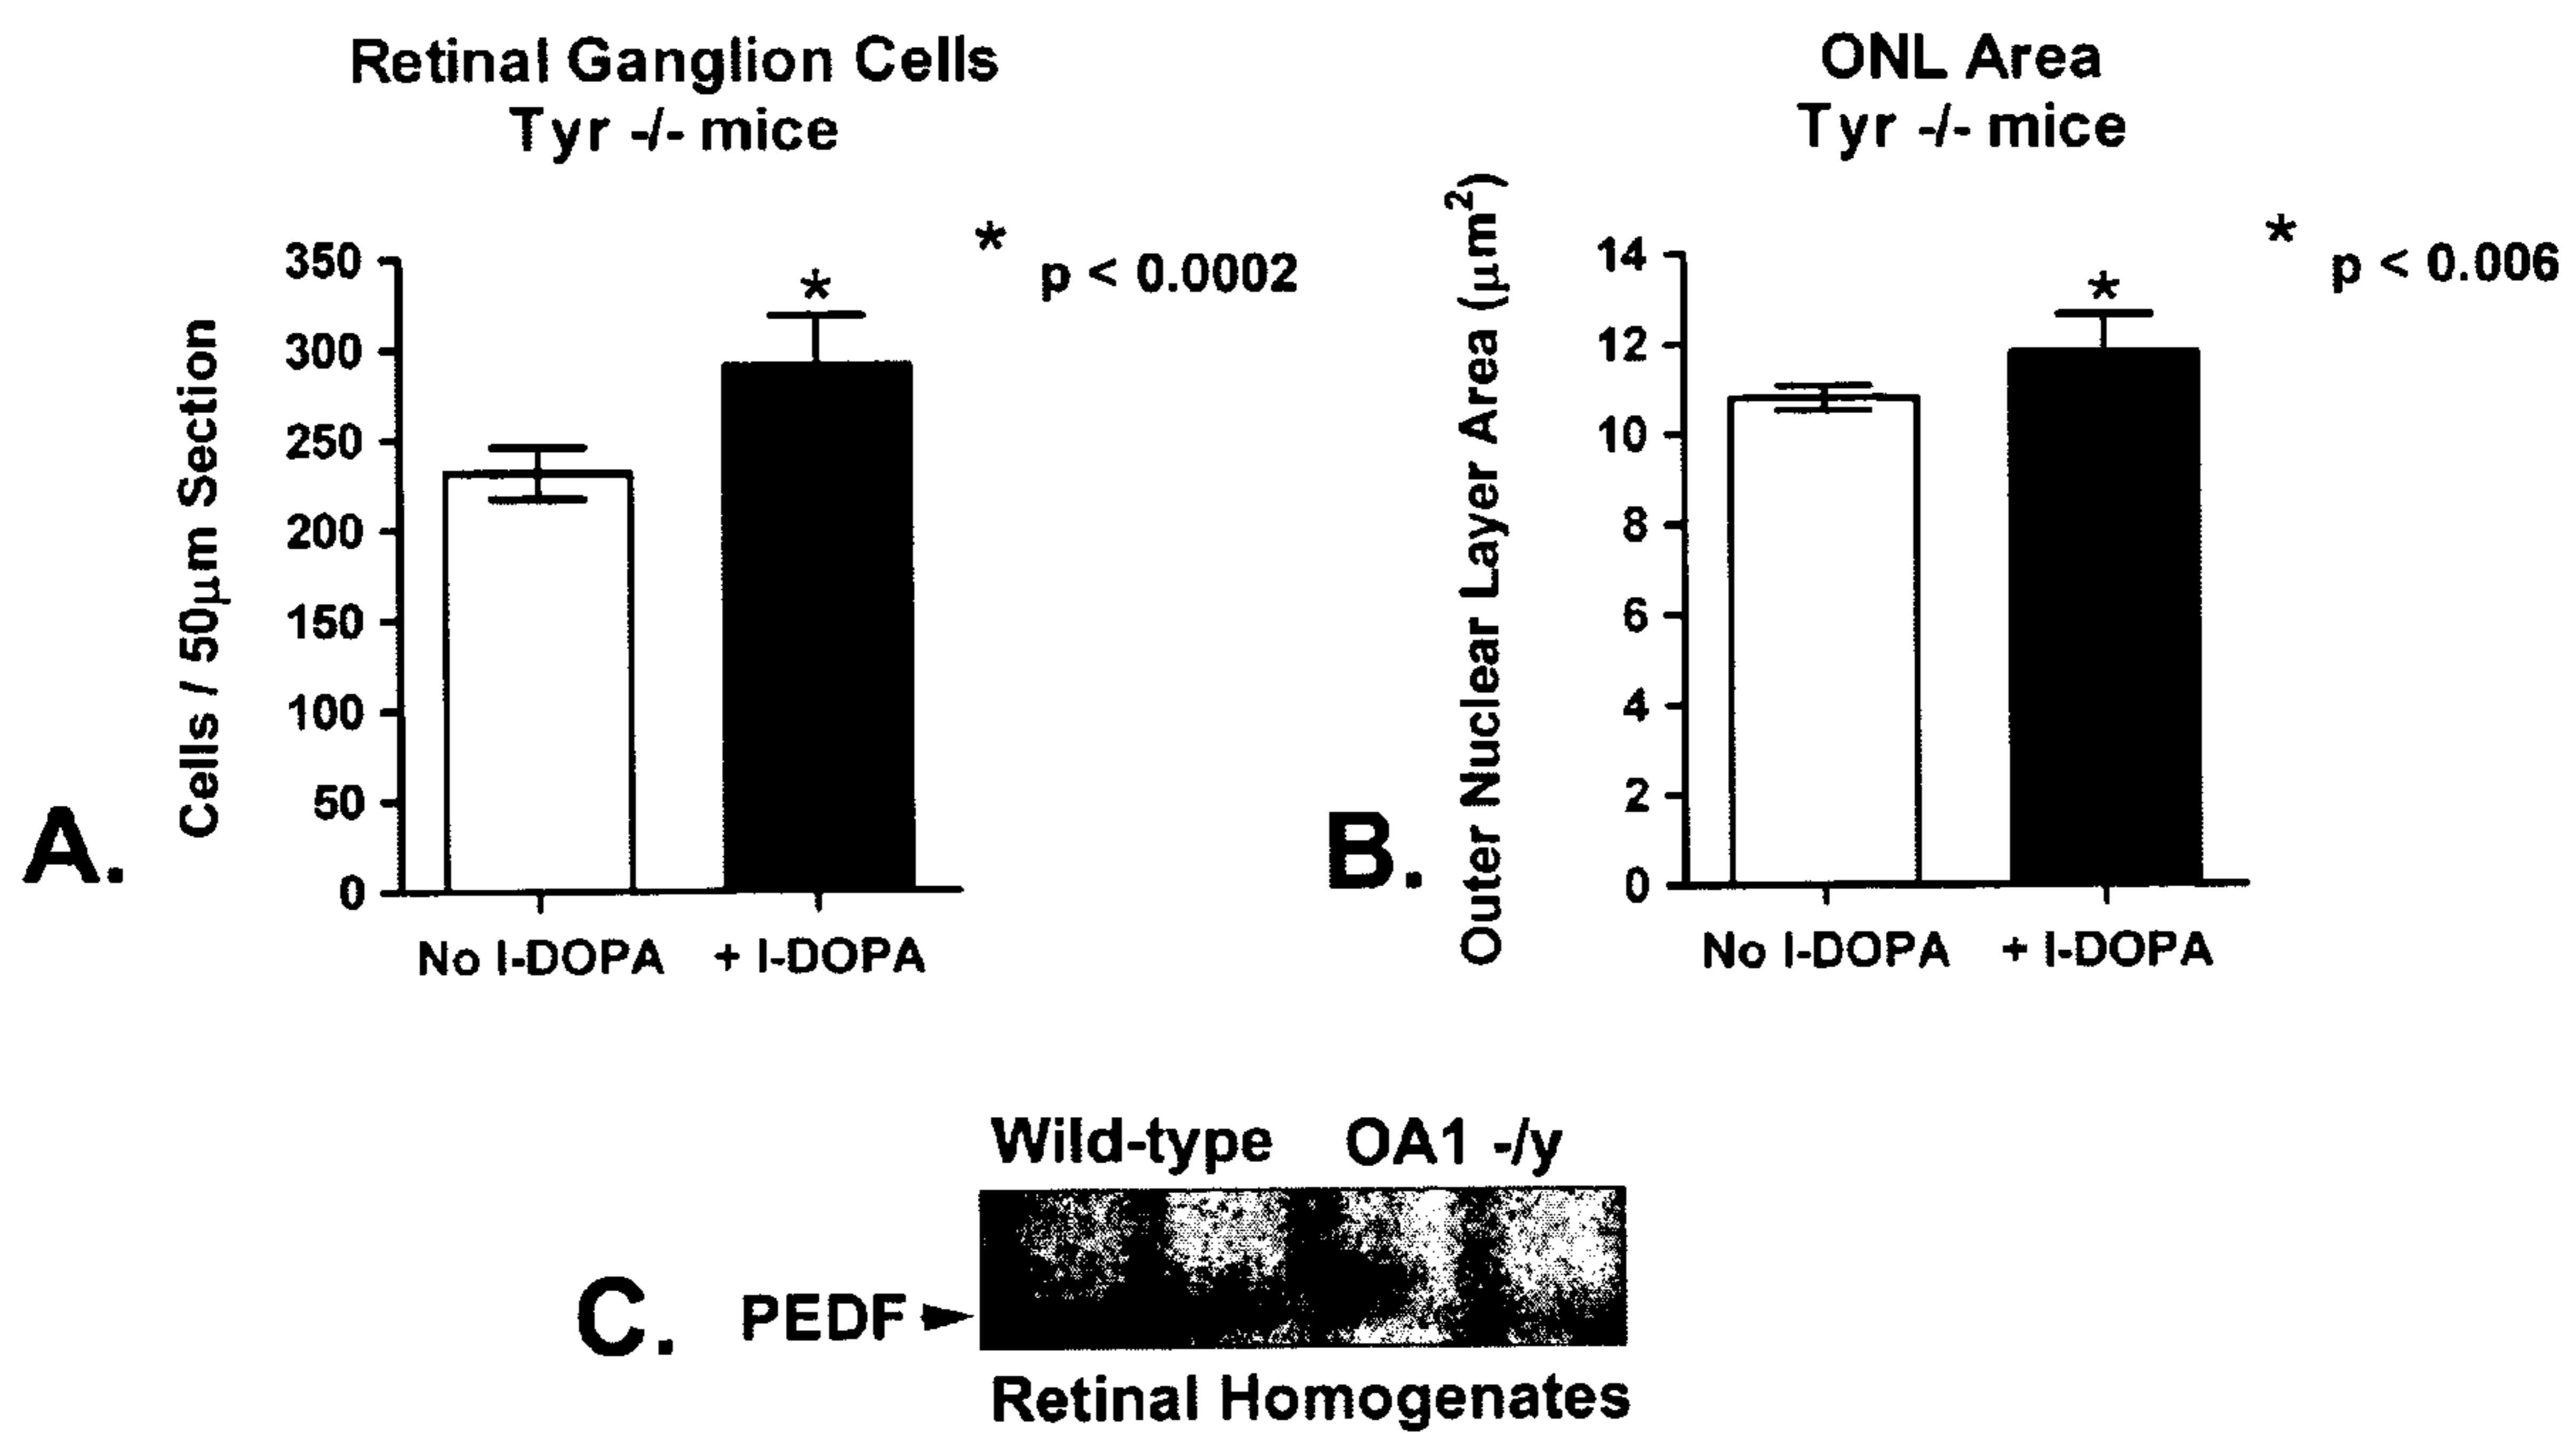 Retinal Ganglion Cells
Tyr -/- mice
*
p < 0.0002
350
300
250
200
150
100
50
0
*
Cells / 50μm Section
No l-DOPA
+ l-DOPA
A.
ONL Area
Tyr -/- mice
*
p < 0.006
14
12
10
8
6
4
2
0
*
Outer Nuclear Layer Area (μm²)
No l-DOPA
+ l-DOPA
B.
Wild-type
OA1 -/y
C.
PEDF
Retinal Homogenates